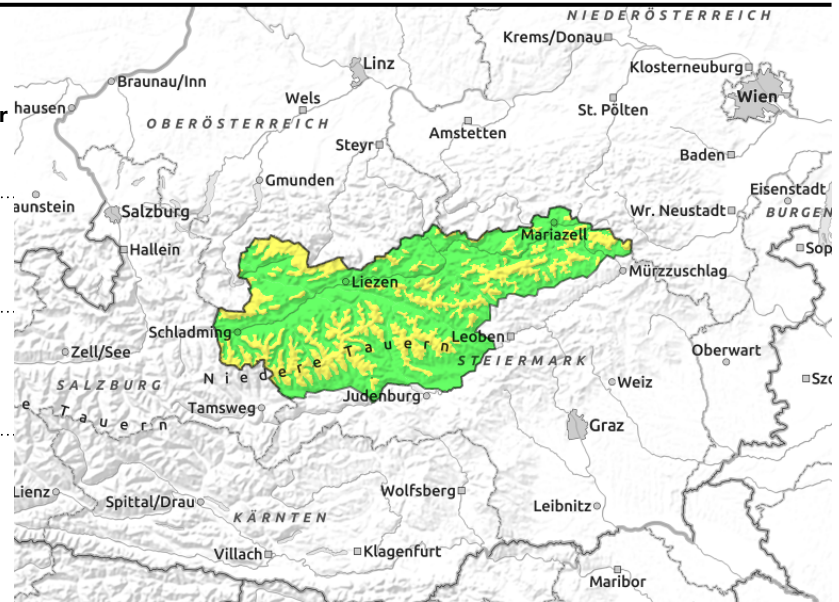 NIEDERÖSTERREICH
Krems/Donau
Linz
Klosterneuburg
Braunau/Inn
Wien
hausen
Wels
St. Pölten
r
OBERÖSTERREICH
Amstetten
Steyr
Baden
Gmunden
Eisenstadt
aunstein
Salzburg
Wr. Neustadt
BURGEN
Mariazell
Hallein
Sop
Mürzzuschlag
Liezen
Schladming
Leoben
Niedere Tauern
Zell/See
STEIERMARK
Oberwart
SALZBURG
Weiz
Szo
Judenburg
Tamsweg
e Tauern
Graz
Lienz
Wolfsberg
Spittal/Drau
Leibnitz
KÄRNTEN
Villach
Klagenfurt
Maribor